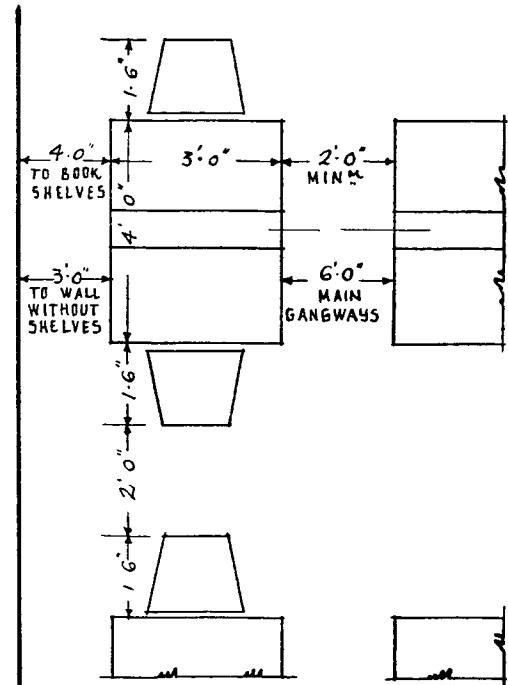 1·6"
4·0"
TO BOOK
SHELVES
3'·0"
2'·0"
MINM
4' 0"
3'·0"
TO WALL
WITHOUT
SHELVES
6'·0"
MAIN
GANGWAYS
1·6"
2' 0"
1 6"